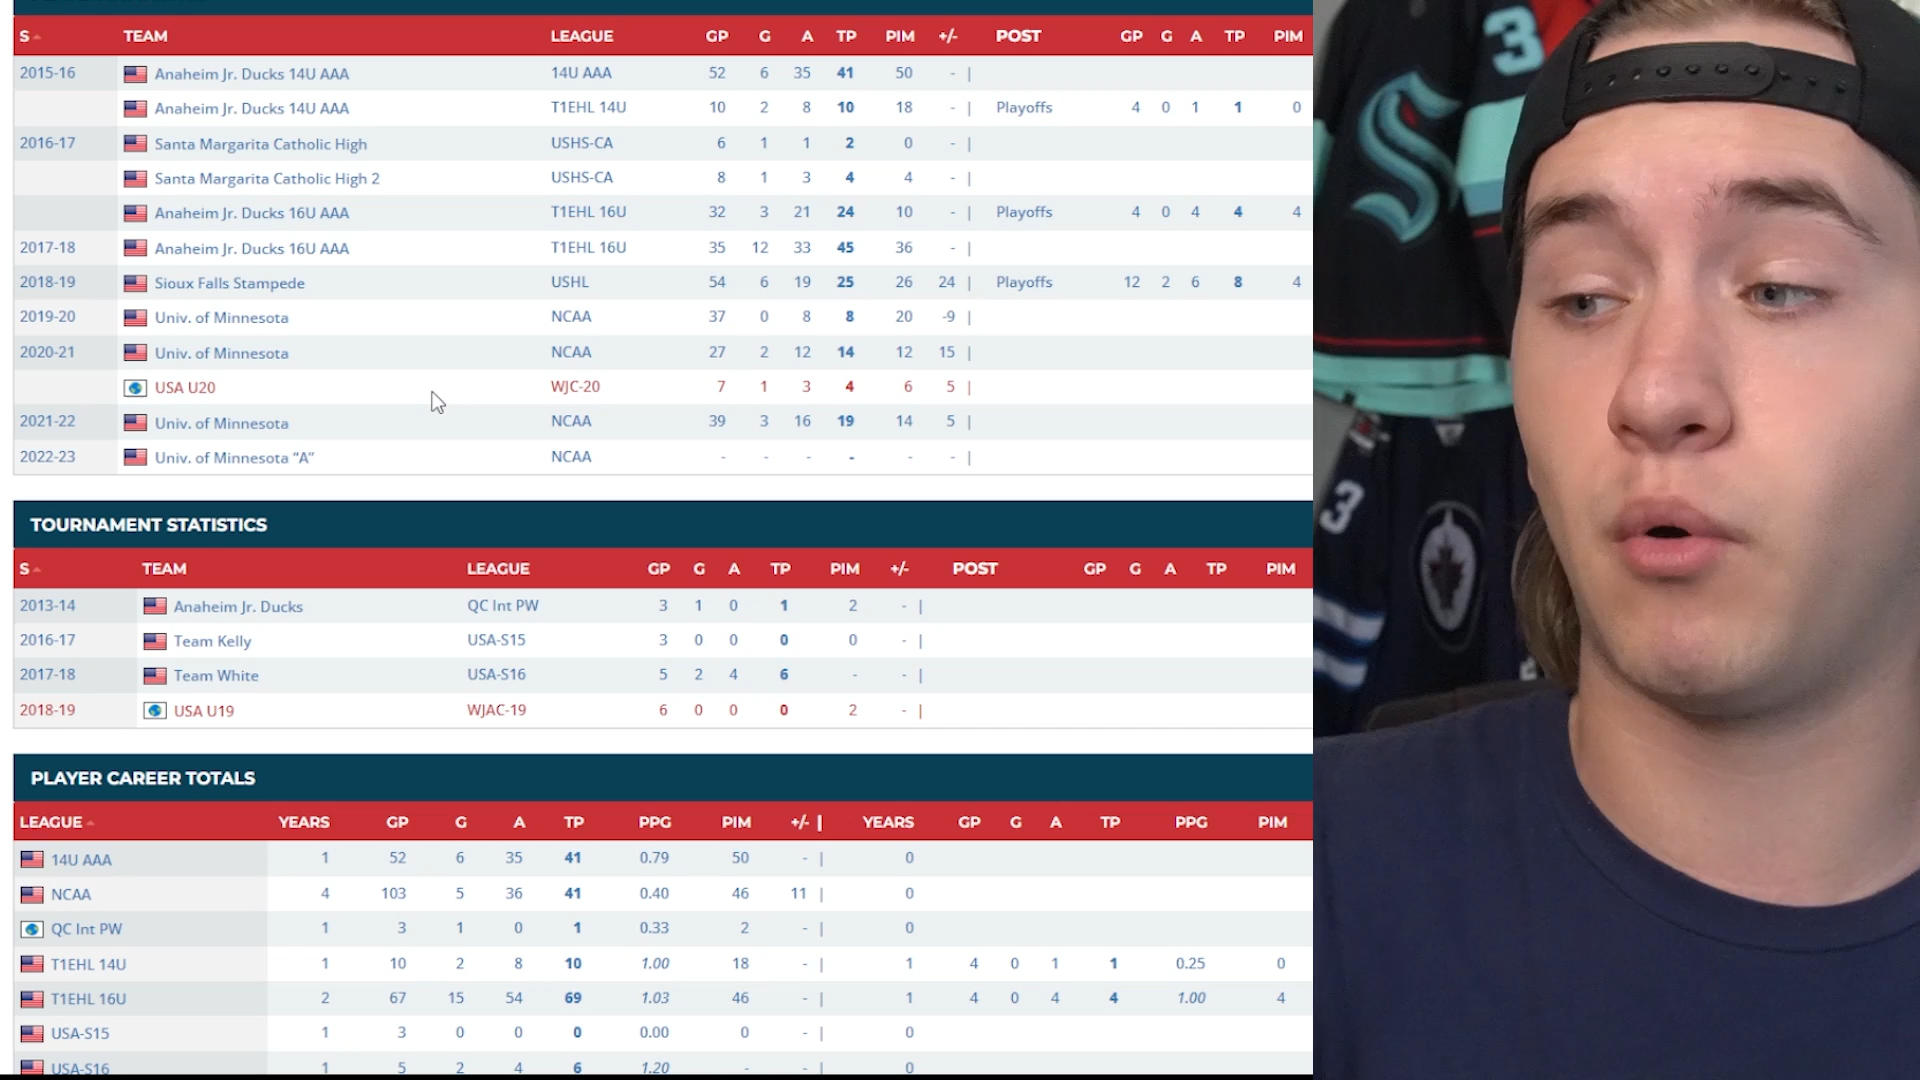 S TEAM LEAGUE GP G A TP PIM +/- POST GP G A TP PIM
2015-16 Anaheim Jr. Ducks 14U AAA 14U AAA 52 6 35 41 50 - |
Anaheim Jr. Ducks 14U AAA T1EHL 14U 10 2 8 10 18 - | Playoffs 4 0 1 1 0
2016-17 Santa Margarita Catholic High USHS-CA 6 1 1 2 0 - |
Santa Margarita Catholic High 2 USHS-CA 8 1 3 4 4 - |
Anaheim Jr. Ducks 16U AAA T1EHL 16U 32 3 21 24 10 - | Playoffs 4 0 4 4 4
2017-18 Anaheim Jr. Ducks 16U AAA T1EHL 16U 35 12 33 45 36 - |
2018-19 Sioux Falls Stampede USHL 54 6 19 25 26 24 | Playoffs 12 2 6 8 4
2019-20 Univ. of Minnesota NCAA 37 0 8 8 20 -9 |
2020-21 Univ. of Minnesota NCAA 27 2 12 14 12 15 |
USA U20 WJC-20 7 1 3 4 6 5 |
2021-22 Univ. of Minnesota NCAA 39 3 16 19 14 5 |
2022-23 Univ. of Minnesota “A” NCAA - - - - - - |
TOURNAMENT STATISTICS
S TEAM LEAGUE GP G A TP PIM +/- POST GP G A TP PIM
2013-14 Anaheim Jr. Ducks QC Int PW 3 1 0 1 2 - |
2016-17 Team Kelly USA-S15 3 0 0 0 0 - |
2017-18 Team White USA-S16 5 2 4 6 - - |
2018-19 USA U19 WJAC-19 6 0 0 0 2 - |
PLAYER CAREER TOTALS
LEAGUE YEARS GP G A TP PPG PIM +/- | YEARS GP G A TP PPG PIM
14U AAA 1 52 6 35 41 0.79 50 - | 0
NCAA 4 103 5 36 41 0.40 46 11 | 0
QC Int PW 1 3 1 0 1 0.33 2 - | 0
T1EHL 14U 1 10 2 8 10 1.00 18 - | 1 4 0 1 1 0.25 0
T1EHL 16U 2 67 15 54 69 1.03 46 - | 1 4 0 4 4 1.00 4
USA-S15 1 3 0 0 0 0.00 0 - | 0
USA-S16 1 5 2 4 6 1.20 - - | 0
3
3